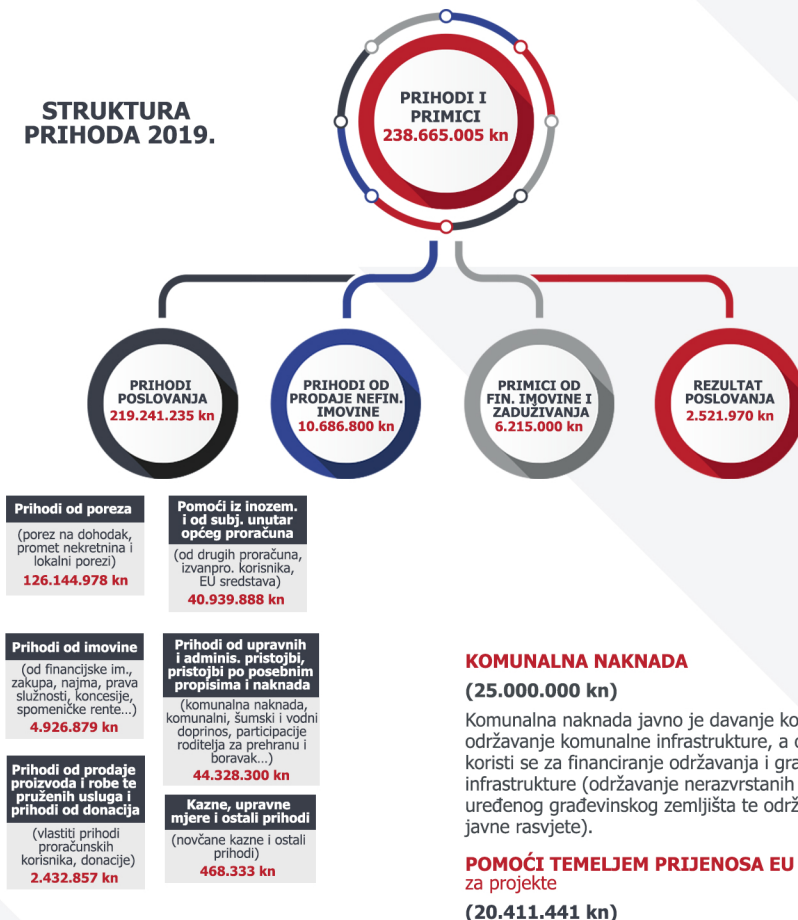 STRUKTURA
PRIHODA 2019.
PRIHODI I
PRIMICI
238.665.005 kn
PRIHODI
POSLOVANJA
219.241.235 kn
PRIHODI OD
PRODAJE NEFIN.
IMOVINE
10.686.800 kn
PRIMICI OD
FIN. IMOVINE I
ZADUŽIVANJA
6.215.000 kn
REZULTAT
POSLOVANJA
2.521.970 kn
Prihodi od poreza
(porez na dohodak,
promet nekretnina i
lokalni porezi)
126.144.978 kn
Pomoći iz inozem.
i od subj. unutar
općeg proračuna
(od drugih proračuna,
izvanpro. korisnika,
EU sredstava)
40.939.888 kn
Prihodi od imovine
(od financijske im.,
zakupa, najma, prava
služnosti, koncesije,
spomeničke rente...)
4.926.879 kn
Prihodi od upravnih
i adminis. pristojbi,
pristojbi po posebnim
propisima i naknada
(komunalna naknada,
komunalni, šumski i vodni
doprinos, participacije
roditelja za prehranu i
boravak...)
44.328.300 kn
Prihodi od prodaje
proizvoda i robe te
pruženih usluga i
prihodi od donacija
(vlastiti prihodi
proračunskih
korisnika, donacije)
2.432.857 kn
Kazne, upravne
mjere i ostali prihodi
(novčane kazne i ostali
prihodi)
468.333 kn
KOMUNALNA NAKNADA
(25.000.000 kn)
Komunalna naknada javno je davanje
održavanje komunalne infrastrukture, a
koristi se za financiranje održavanja i
infrastrukture (održavanje nerazvrstanih
uređenog građevinskog zemljišta te
javne rasvjete).
POMOĆI TEMELJEM PRIJENOSA EU
za projekte
(20.411.441 kn)